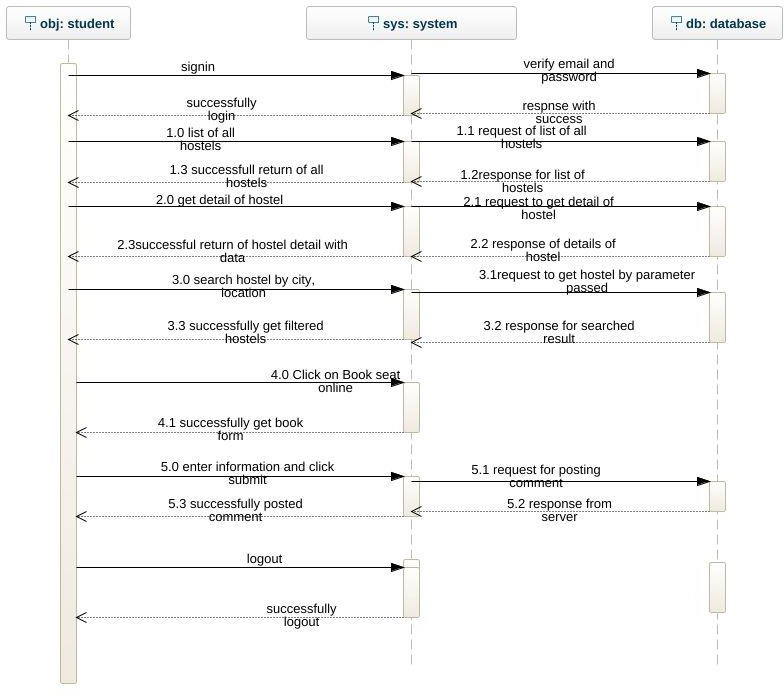 obj: student
sys: system
db: database
signin
verify email and
password
successfully
login
respnse with
success
1.0 list of all
hostels
1.1 request of list of all
hostels
1.3 successfull return of all
hostels
1.2response for list of
hostels
2.0 get detail of hostel
2.1 request to get detail of
hostel
2.3successful return of hostel detail with
data
2.2 response of details of
hostel
3.0 search hostel by city,
location
3.1request to get hostel by parameter
passed
3.3 successfully get filtered
hostels
3.2 response for searched
result
4.0 Click on Book seat
online
4.1 successfully get book
form
5.0 enter information and click
submit
5.1 request for posting
comment
5.3 successfully posted
comment
5.2 response from
server
logout
successfully
logout